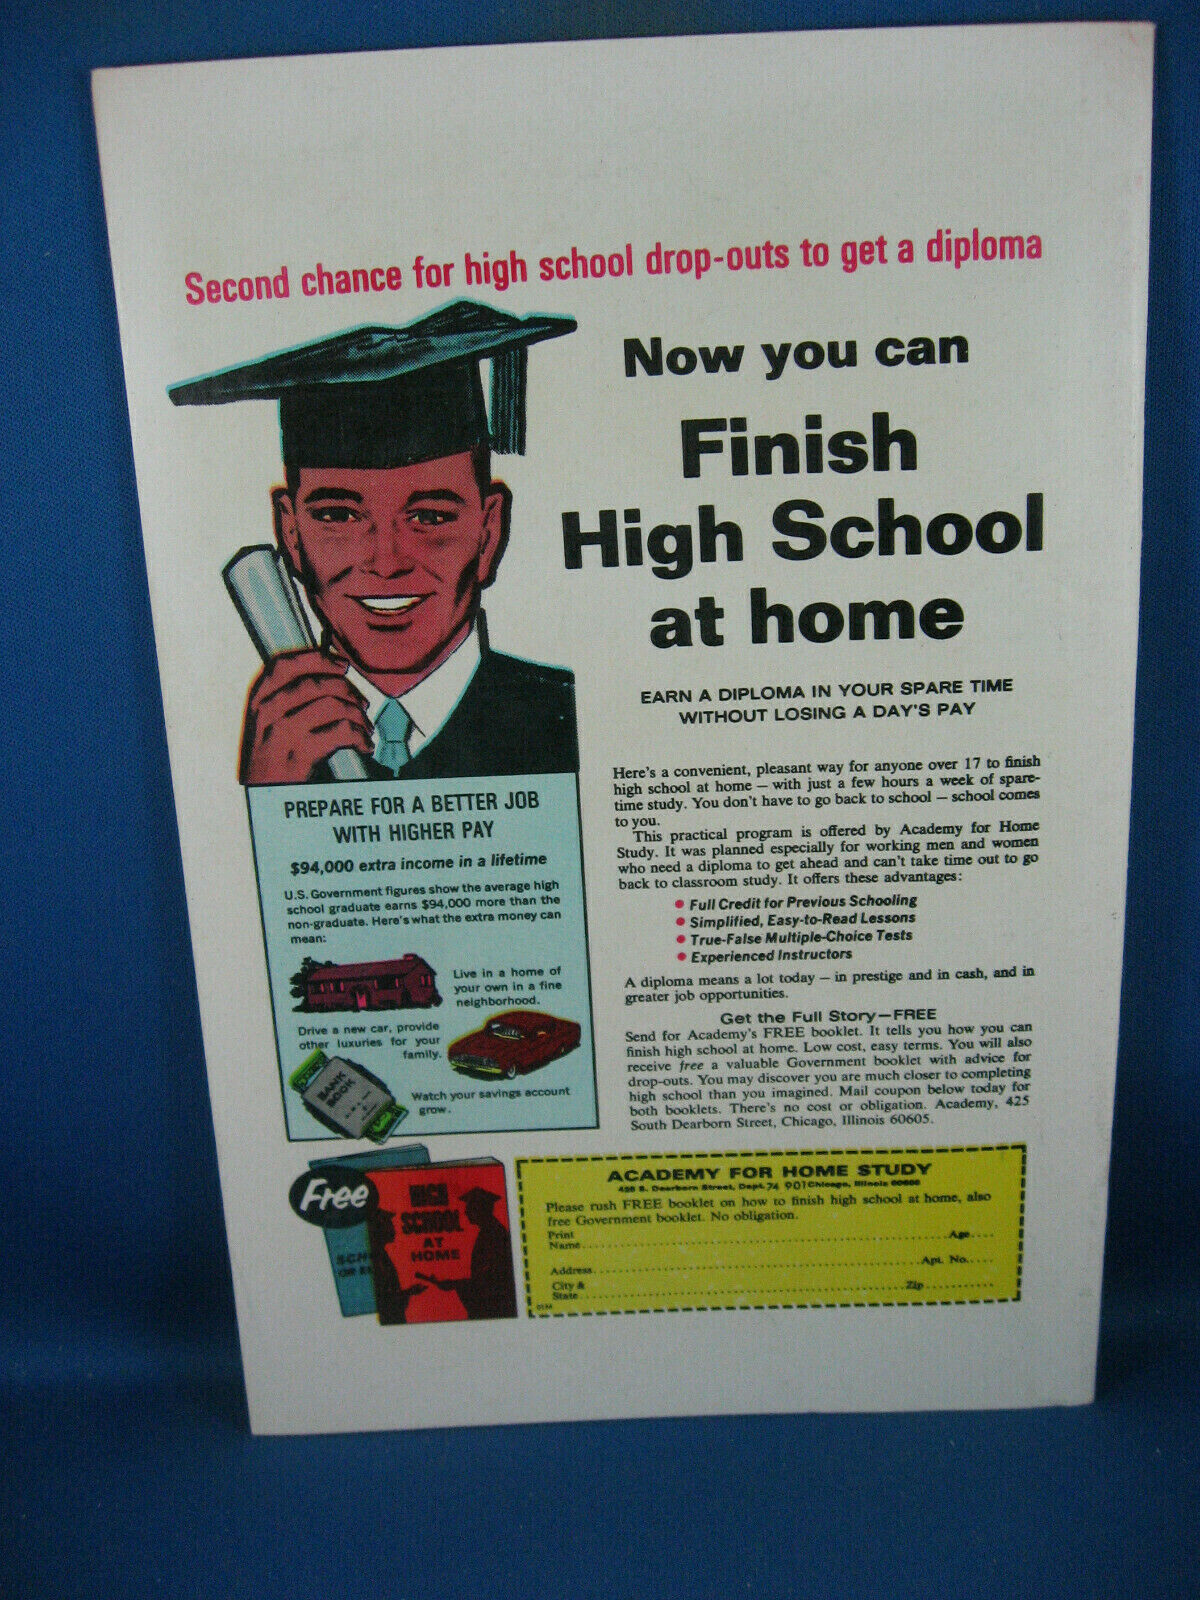 Second chance for high school drop-outs to get a diploma
Now you can
Finish
High School
at home
EARN A DIPLOMA IN YOUR SPARE TIME
WITHOUT LOSING A DAY'S PAY
PREPARE FOR A BETTER JOB
WITH HIGHER PAY
$94,000 extra income in a lifetime
U.S. Government figures show the average high
school graduate earns $94,000 more than the
non-graduate. Here's what the extra money can
mean:
Live in a home of
your own in a fine
neighborhood.
Drive a new car, provide
other luxuries for your
family.
BANK
BOOK
Watch your savings account
grow.
Here's a convenient, pleasant way for anyone over 17 to finish
high school at home — with just a few hours a week of spare-
time study. You don't have to go back to school — school comes
to you.
This practical program is offered by Academy for Home
Study. It was planned especially for working men and women
who need a diploma to get ahead and can't take time out to go
back to classroom study. It offers these advantages:
• Full Credit for Previous Schooling
• Simplified, Easy-to-Read Lessons
• True-False Multiple-Choice Tests
• Experienced Instructors
A diploma means a lot today — in prestige and in cash, and in
greater job opportunities.
Get the Full Story—FREE
Send for Academy's FREE booklet. It tells you how you can
finish high school at home. Low cost, easy terms. You will also
receive free a valuable Government booklet with advice for
drop-outs. You may discover you are much closer to completing
high school than you imagined. Mail coupon below today for
both booklets. There's no cost or obligation. Academy, 425
South Dearborn Street, Chicago, Illinois 60605.
Free
HIGH
SCHOOL
AT
HOME
ACADEMY FOR HOME STUDY
425 S. Dearborn Street, Dept. 74 901 Chicago, Illinois 60605
Please rush FREE booklet on how to finish high school at home, also
free Government booklet. No obligation.
Print
Name.......... Age....
Address.......... Apt. No.....
City &
State.......... Zip..........